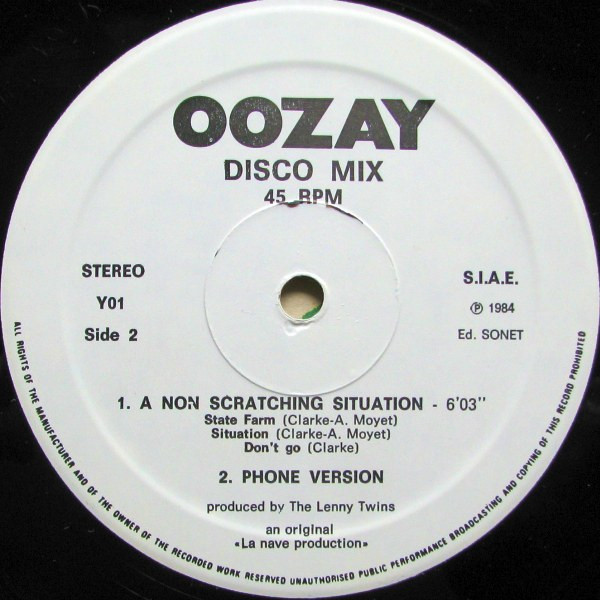 OOZAY
DISCO MIX
45 RPM
STEREO
Y01
Side 2
S.I.A.E.
℗ 1984
Ed. SONET
1. A NON SCRATCHING SITUATION - 6'03"
State Farm (Clarke-A. Moyet)
Situation (Clarke-A. Moyet)
Don't go (Clarke)
2. PHONE VERSION
produced by The Lenny Twins
an original
«La nave production»
ALL RIGHTS OF THE MANUFACTURER AND OF THE OWNER OF THE RECORDED WORK RESERVED UNAUTHORISED PUBLIC PERFORMANCE BROADCASTING AND COPYING OF THIS RECORD PROHIBITED